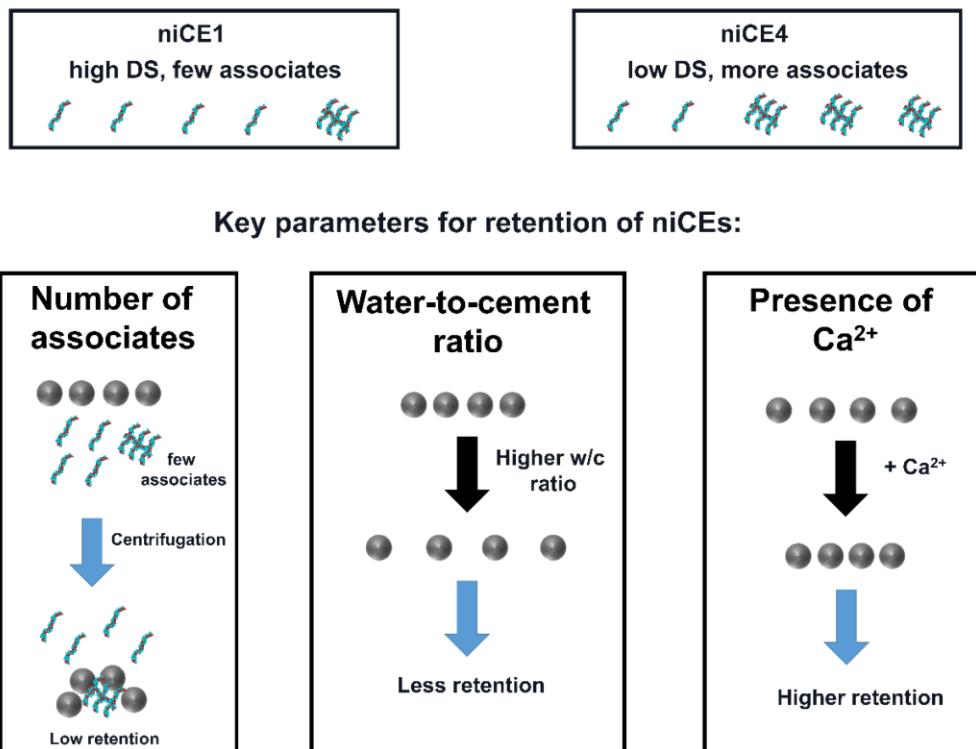 niCE1
high DS, few associates
niCE4
low DS, more associates
Key parameters for retention of niCEs:
Number of
associates
few
associates
Centrifugation
Low retention
Water-to-cement
ratio
Higher w/c
ratio
Less retention
Presence of
Ca²⁺
+ Ca²⁺
Higher retention